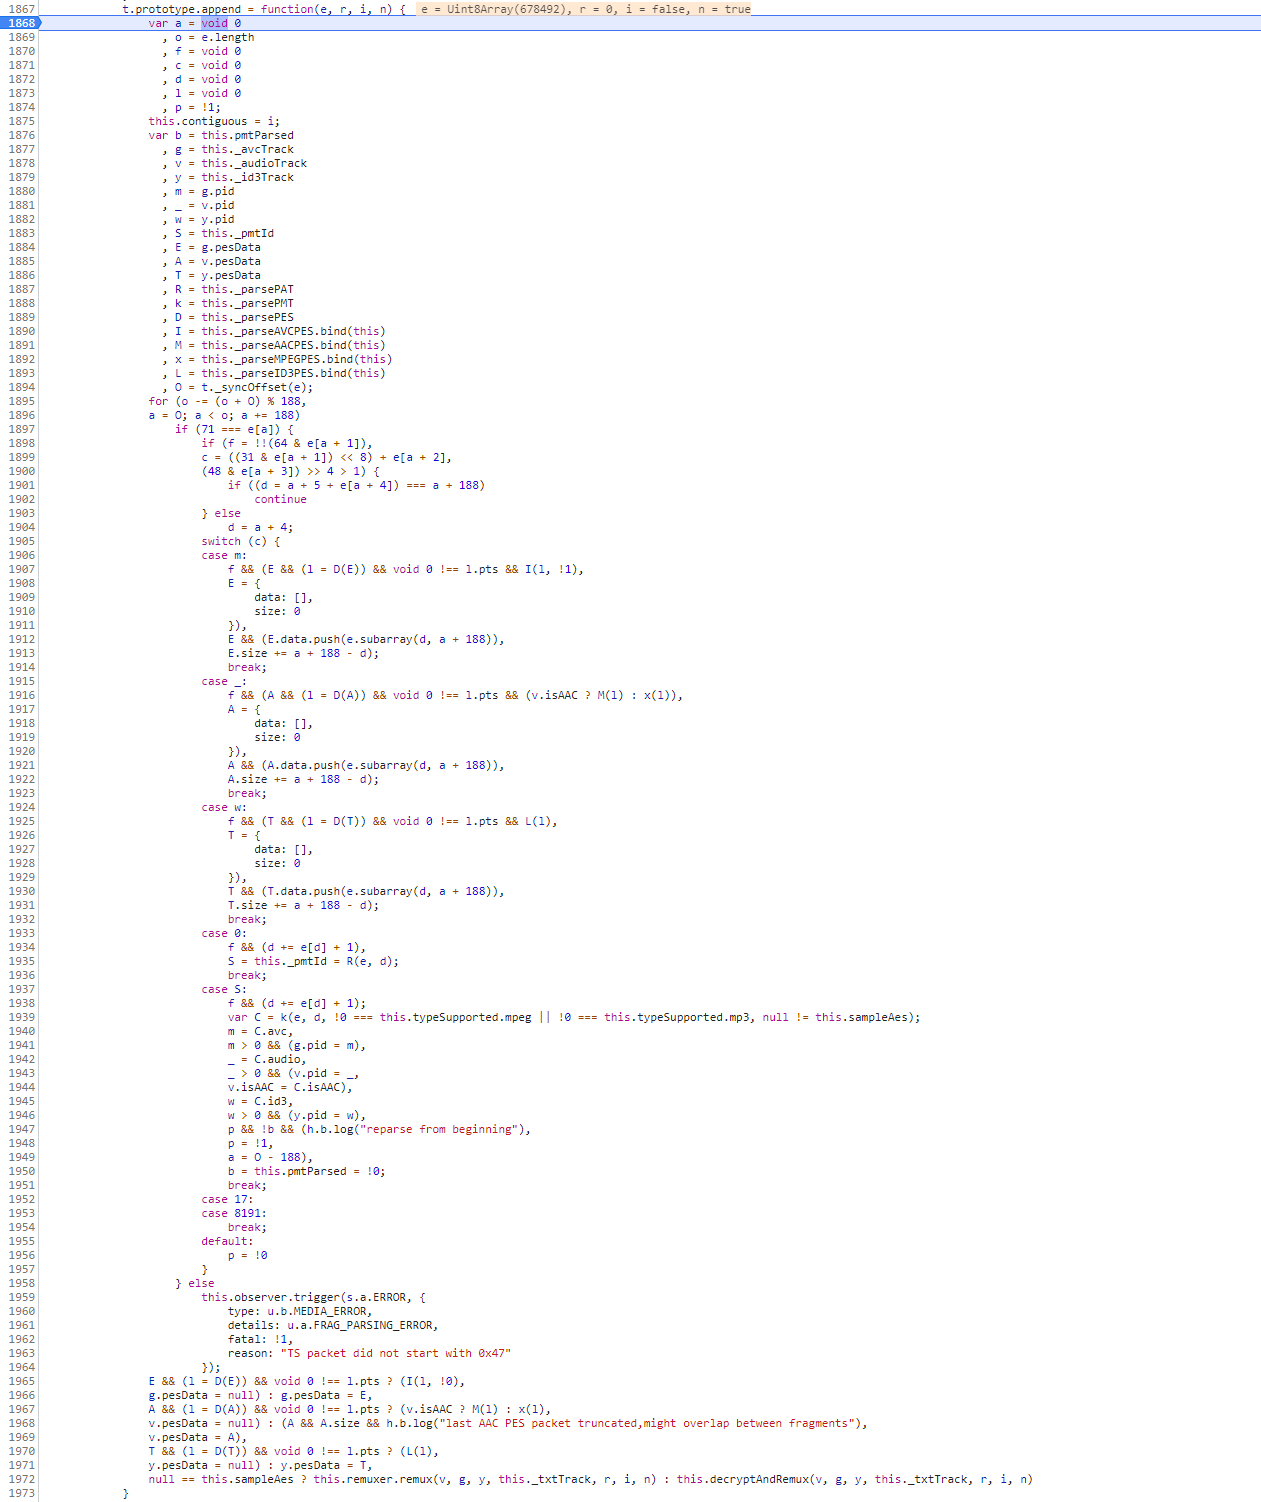 1867 t.prototype.append = function(e, r, i, n) { e = Uint8Array(678492), r = 0, i = false, n = true
1868 var a = void 0
1869 , o = e.length
1870 , f = void 0
1871 , c = void 0
1872 , d = void 0
1873 , l = void 0
1874 , p = !1;
1875 this.contiguous = i;
1876 var b = this.pmtParsed
1877 , g = this._avcTrack
1878 , v = this._audioTrack
1879 , y = this._id3Track
1880 , m = g.pid
1881 , _ = v.pid
1882 , w = y.pid
1883 , S = this._pmtId
1884 , E = g.pesData
1885 , A = v.pesData
1886 , T = y.pesData
1887 , R = this._parsePAT
1888 , k = this._parsePMT
1889 , D = this._parsePES
1890 , I = this._parseAVCPES.bind(this)
1891 , M = this._parseAACPES.bind(this)
1892 , x = this._parseMPEGPES.bind(this)
1893 , L = this._parseID3PES.bind(this)
1894 , O = t._syncOffset(e);
1895 for (o -= (o + O) % 188,
1896 a = O; a < o; a += 188)
1897 if (71 === e[a]) {
1898 if (f = !!(64 & e[a + 1]),
1899 c = ((31 & e[a + 1]) << 8) + e[a + 2],
1900 (48 & e[a + 3]) >> 4 > 1) {
1901 if ((d = a + 5 + e[a + 4]) === a + 188)
1902 continue
1903 } else
1904 d = a + 4;
1905 switch (c) {
1906 case m:
1907 f && (E && (l = D(E)) && void 0 !== l.pts && I(l, !1),
1908 E = {
1909 data: [],
1910 size: 0
1911 }),
1912 E && (E.data.push(e.subarray(d, a + 188)),
1913 E.size += a + 188 - d);
1914 break;
1915 case _:
1916 f && (A && (l = D(A)) && void 0 !== l.pts && (v.isAAC ? M(l) : x(l)),
1917 A = {
1918 data: [],
1919 size: 0
1920 }),
1921 A && (A.data.push(e.subarray(d, a + 188)),
1922 A.size += a + 188 - d);
1923 break;
1924 case w:
1925 f && (T && (l = D(T)) && void 0 !== l.pts && L(l),
1926 T = {
1927 data: [],
1928 size: 0
1929 }),
1930 T && (T.data.push(e.subarray(d, a + 188)),
1931 T.size += a + 188 - d);
1932 break;
1933 case 0:
1934 f && (d += e[d] + 1),
1935 S = this._pmtId = R(e, d);
1936 break;
1937 case S:
1938 f && (d += e[d] + 1);
1939 var C = k(e, d, !0 === this.typeSupported.mpeg || !0 === this.typeSupported.mp3, null != this.sampleAes);
1940 m = C.avc,
1941 m > 0 && (g.pid = m),
1942 _ = C.audio,
1943 _ > 0 && (v.pid = _,
1944 v.isAAC = C.isAAC),
1945 w = C.id3,
1946 w > 0 && (y.pid = w),
1947 p && !b && (h.b.log("reparse from beginning"),
1948 p = !1,
1949 a = O - 188),
1950 b = this.pmtParsed = !0;
1951 break;
1952 case 17:
1953 case 8191:
1954 break;
1955 default:
1956 p = !0
1957 }
1958 } else
1959 this.observer.trigger(s.a.ERROR, {
1960 type: u.b.MEDIA_ERROR,
1961 details: u.a.FRAG_PARSING_ERROR,
1962 fatal: !1,
1963 reason: "TS packet did not start with 0x47"
1964 });
1965 E && (l = D(E)) && void 0 !== l.pts ? (I(l, !0),
1966 g.pesData = null) : g.pesData = E,
1967 A && (l = D(A)) && void 0 !== l.pts ? (v.isAAC ? M(l) : x(l),
1968 v.pesData = null) : (A && A.size && h.b.log("last AAC PES packet truncated,might overlap between fragments"),
1969 v.pesData = A),
1970 T && (l = D(T)) && void 0 !== l.pts ? (L(l),
1971 y.pesData = null) : y.pesData = T,
1972 null == this.sampleAes ? this.remuxer.remux(v, g, y, this._txtTrack, r, i, n) : this.decryptAndRemux(v, g, y, this._txtTrack, r, i, n)
1973 }